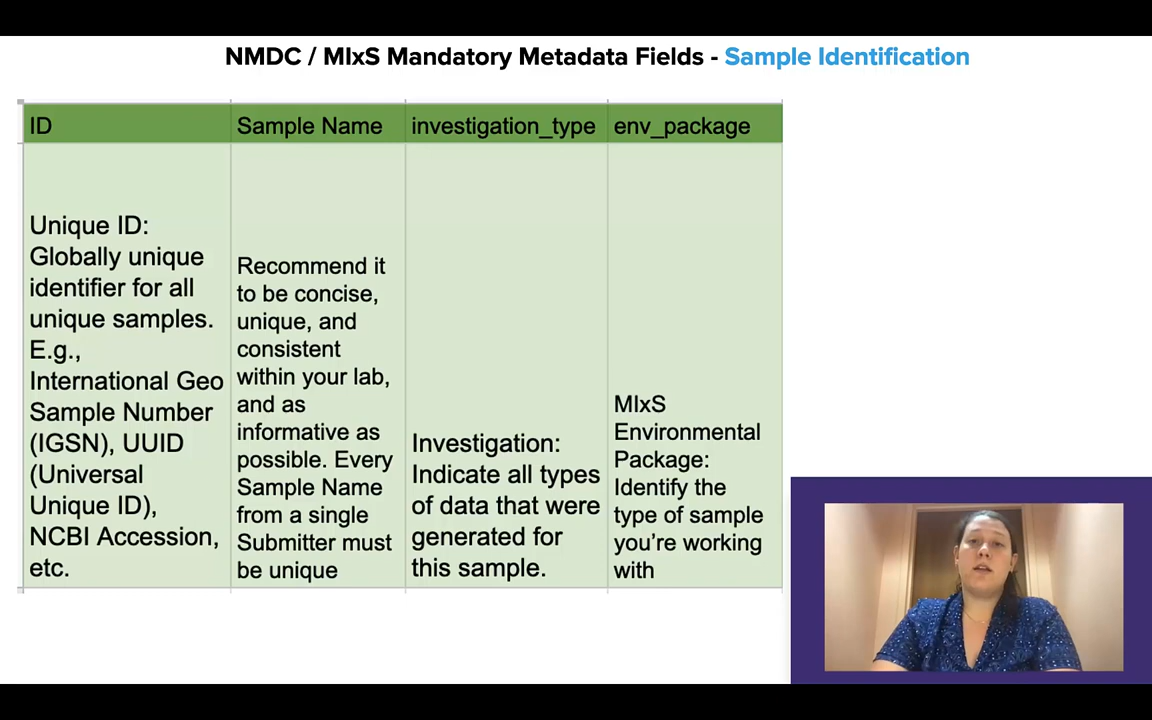 NMDC / MIxS Mandatory Metadata Fields - Sample Identification
ID
Sample Name
investigation_type
env_package
Unique ID:
Globally unique
identifier for all
unique samples.
E.g.,
International Geo
Sample Number
(IGSN), UUID
(Universal
Unique ID),
NCBI Accession,
etc.
Recommend it
to be concise,
unique, and
consistent
within your lab,
and as
informative as
possible. Every
Sample Name
from a single
Submitter must
be unique
Investigation:
Indicate all types
of data that were
generated for
this sample.
MIxS
Environmental
Package:
Identify the
type of sample
you're working
with